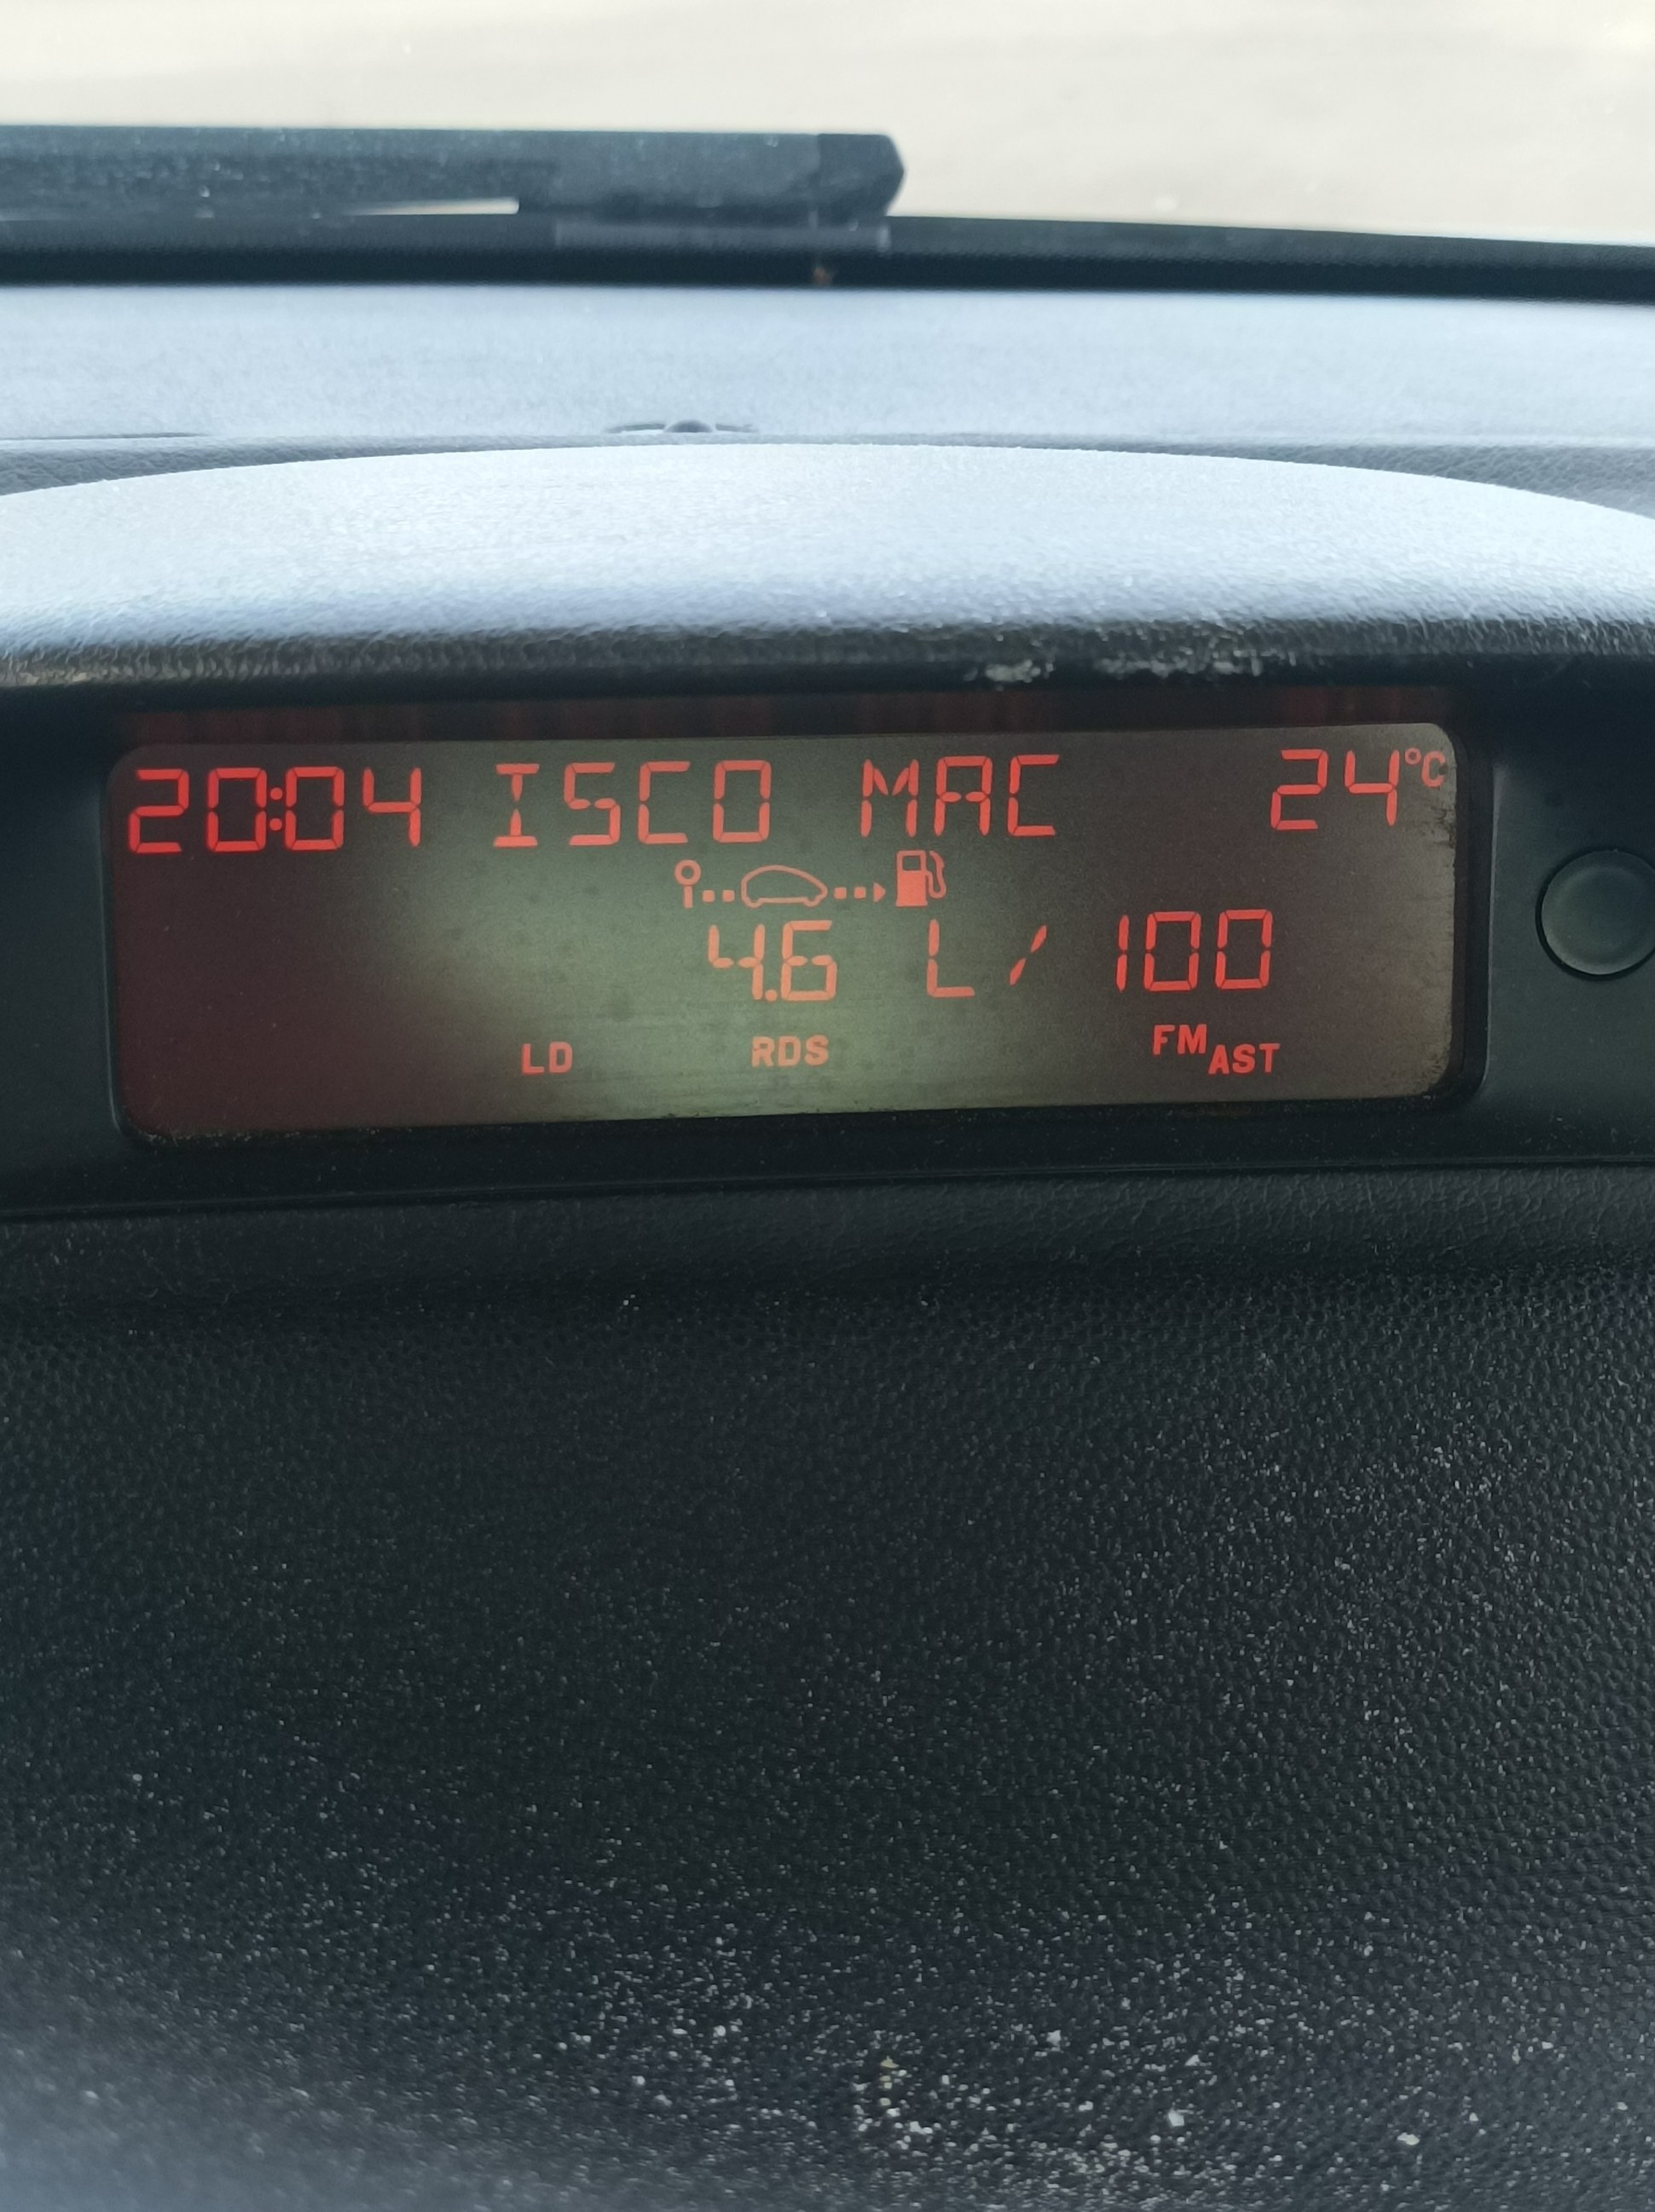 20:04 ISCO MAC 24°C
4.6 L/100
LD RDS FM AST